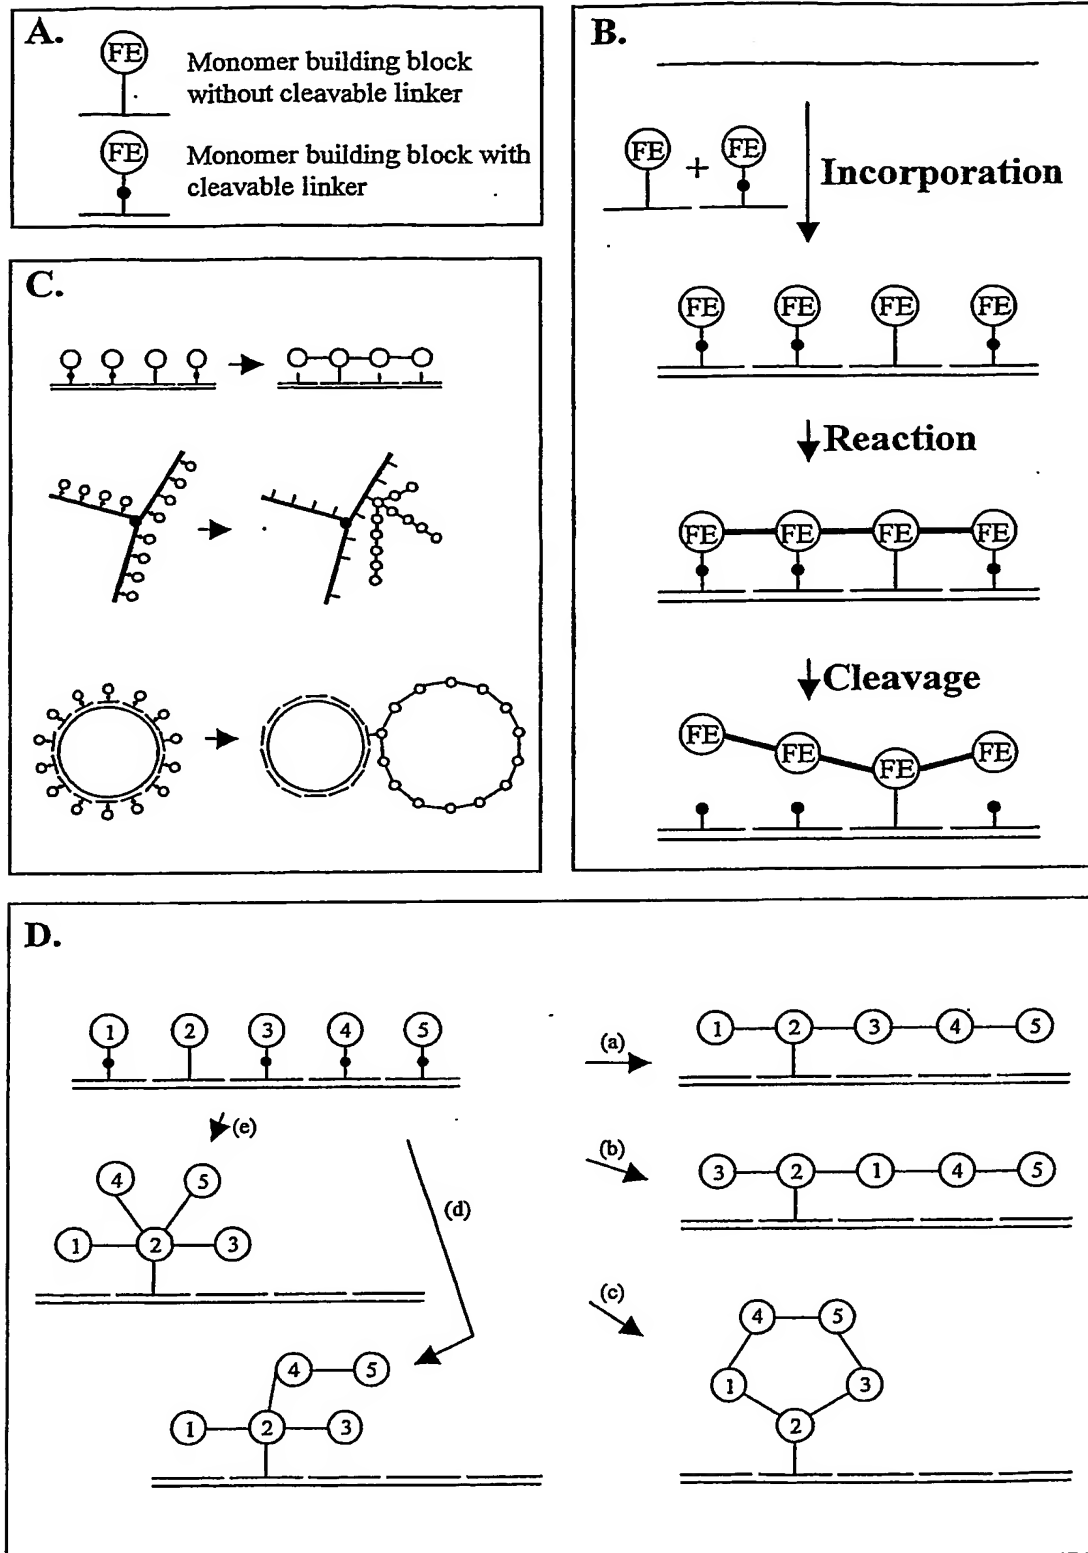 A.
FE
Monomer building block
without cleavable linker
FE
Monomer building block with
cleavable linker
B.
FE + FE
Incorporation
FE FE FE FE
Reaction
FE FE FE FE
Cleavage
FE FE FE FE
C.
D.
1 2 3 4 5
(a)
1 2 3 4 5
(b)
3 2 1 4 5
(c)
4 5
1 3
2
(d)
4 5
1 2 3
(e)
4 5
1 2 3